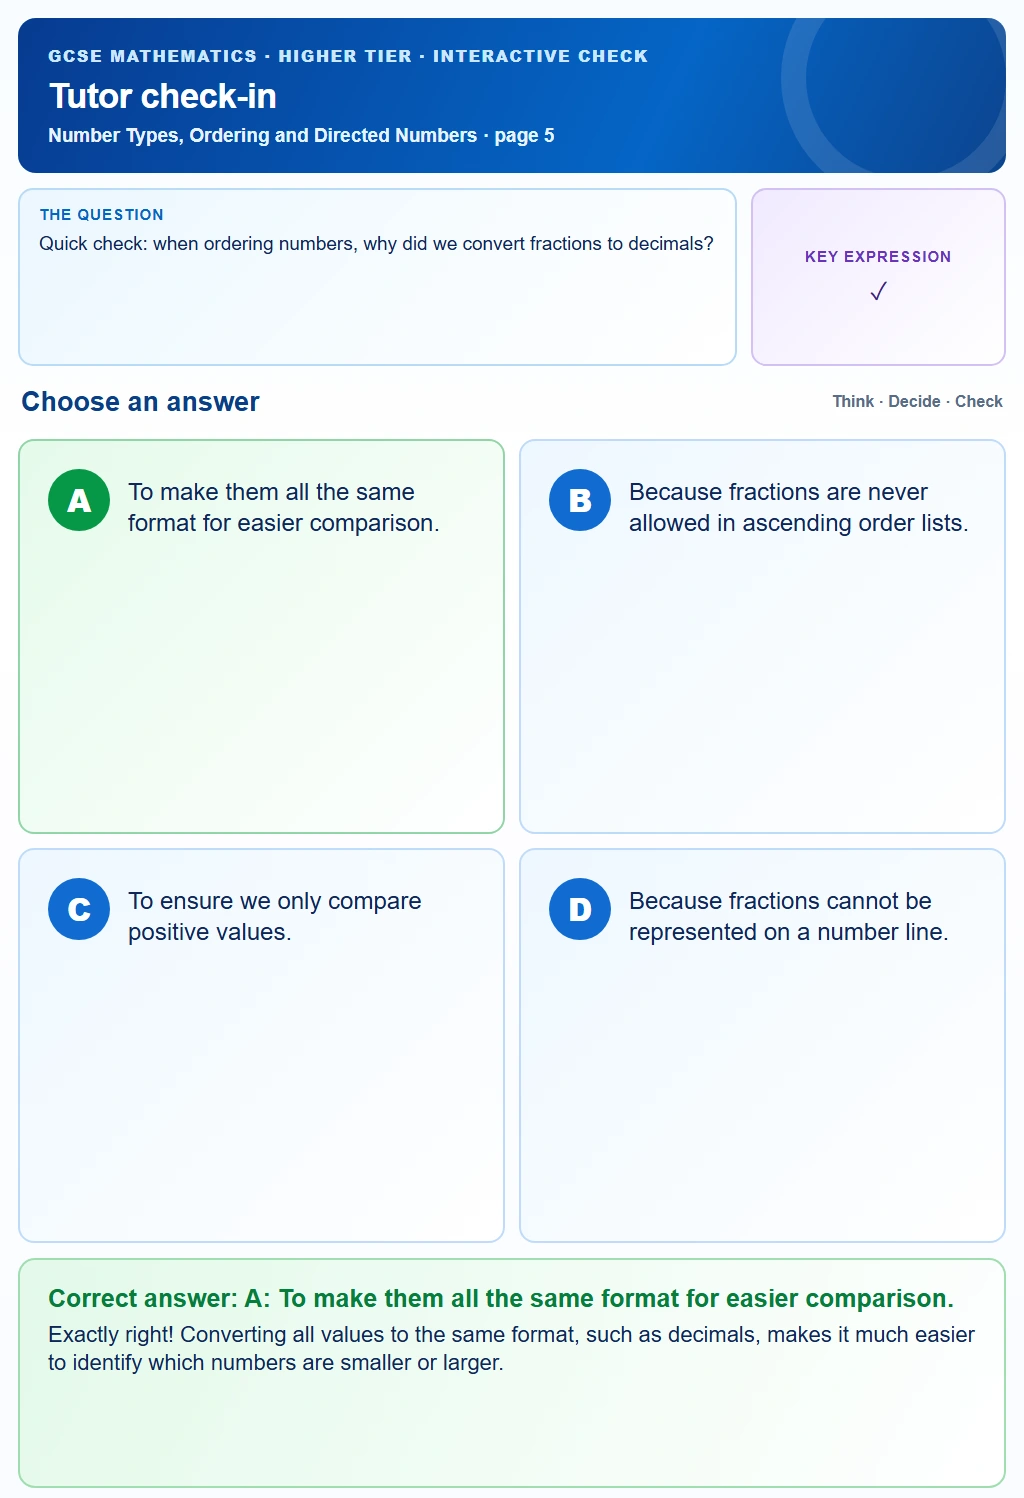 GCSE MATHEMATICS · HIGHER TIER · INTERACTIVE CHECK
Tutor check-in
Number Types, Ordering and Directed Numbers · page 5
THE QUESTION
Quick check: when ordering numbers, why did we convert fractions to decimals?
KEY EXPRESSION
✓
Choose an answer
Think · Decide · Check
A
To make them all the same
format for easier comparison.
B
Because fractions are never
allowed in ascending order lists.
C
To ensure we only compare
positive values.
D
Because fractions cannot be
represented on a number line.
Correct answer: A: To make them all the same format for easier comparison.
Exactly right! Converting all values to the same format, such as decimals, makes it much easier
to identify which numbers are smaller or larger.